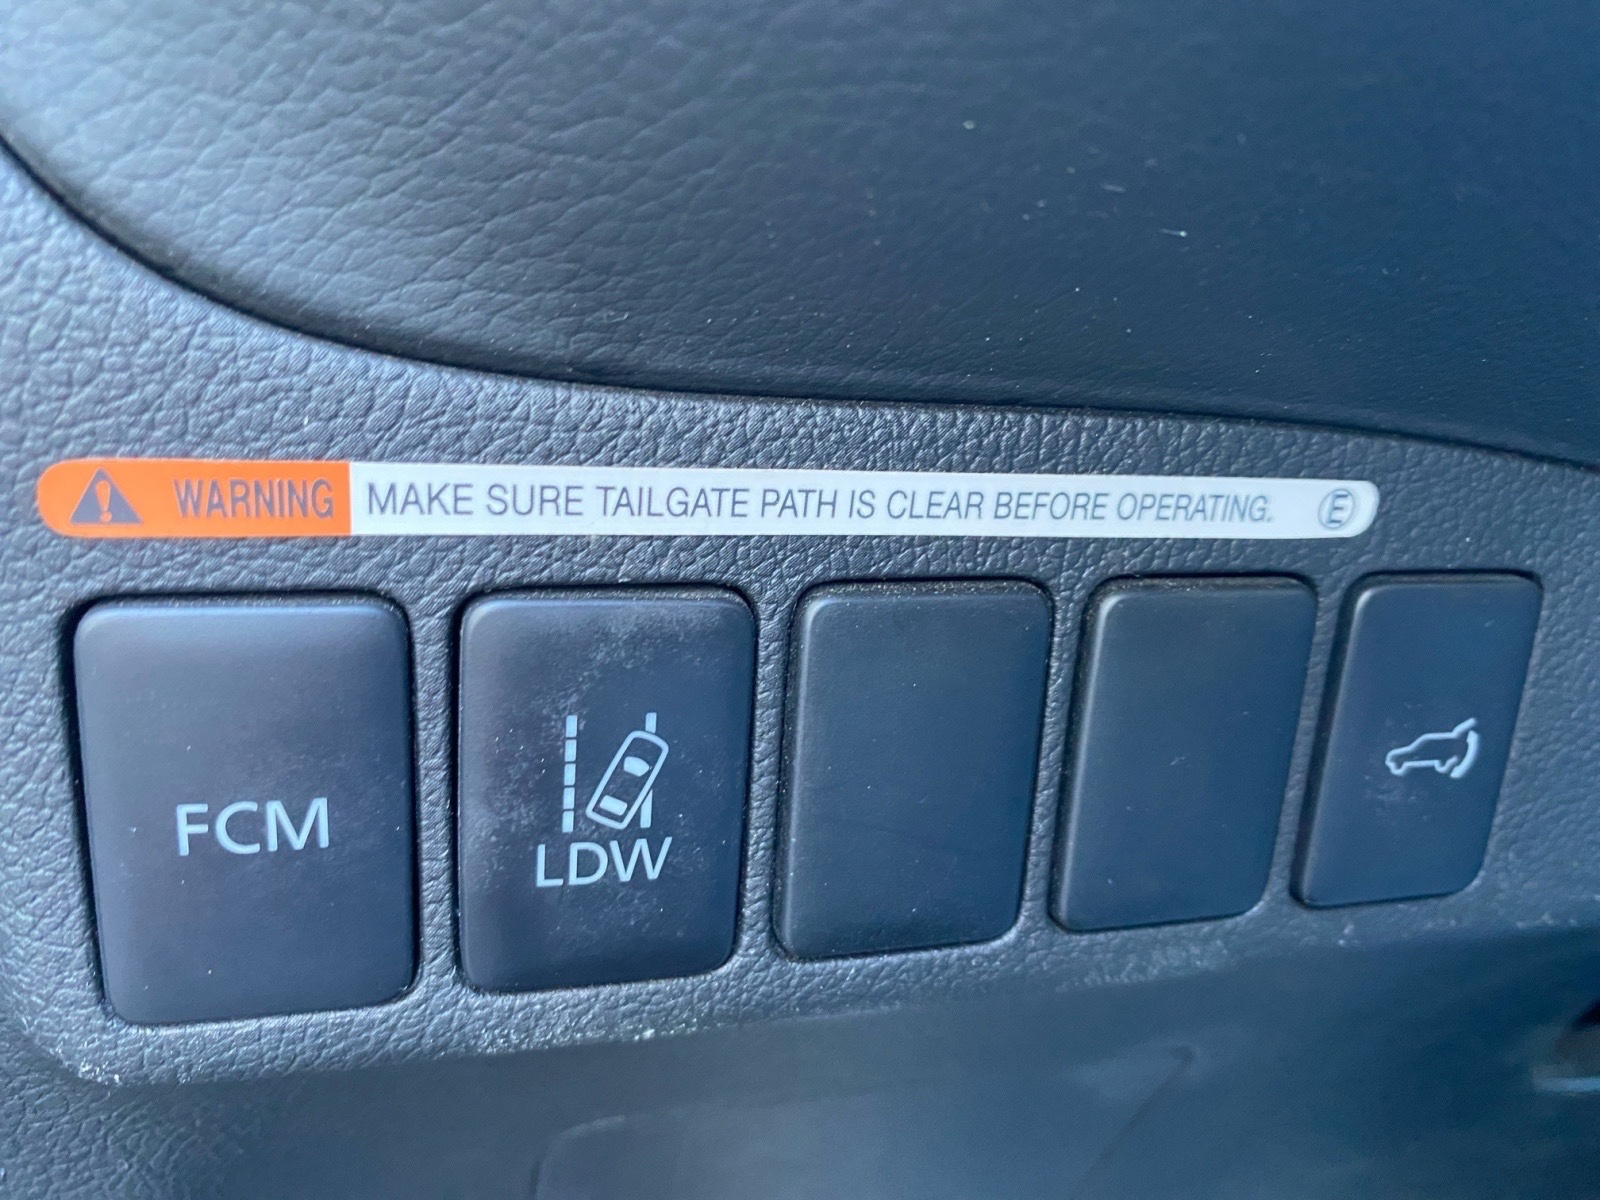 WARNING MAKE SURE TAILGATE PATH IS CLEAR BEFORE OPERATING. E
FCM
LDW